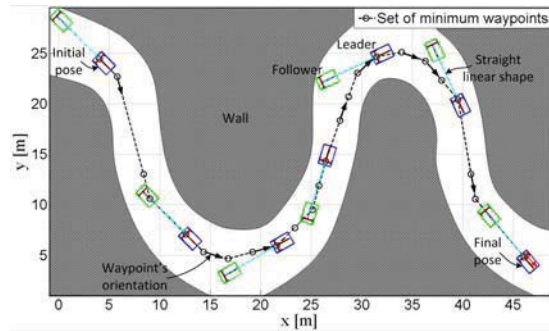 Set of minimum waypoints
25
Initial
pose
Leader
Follower
Straight
linear shape
20
Wall
y [m]
15
10
5
Waypoint's
orientation
Final
pose
0 5 10 15 20 25 30 35 40 45
x [m]